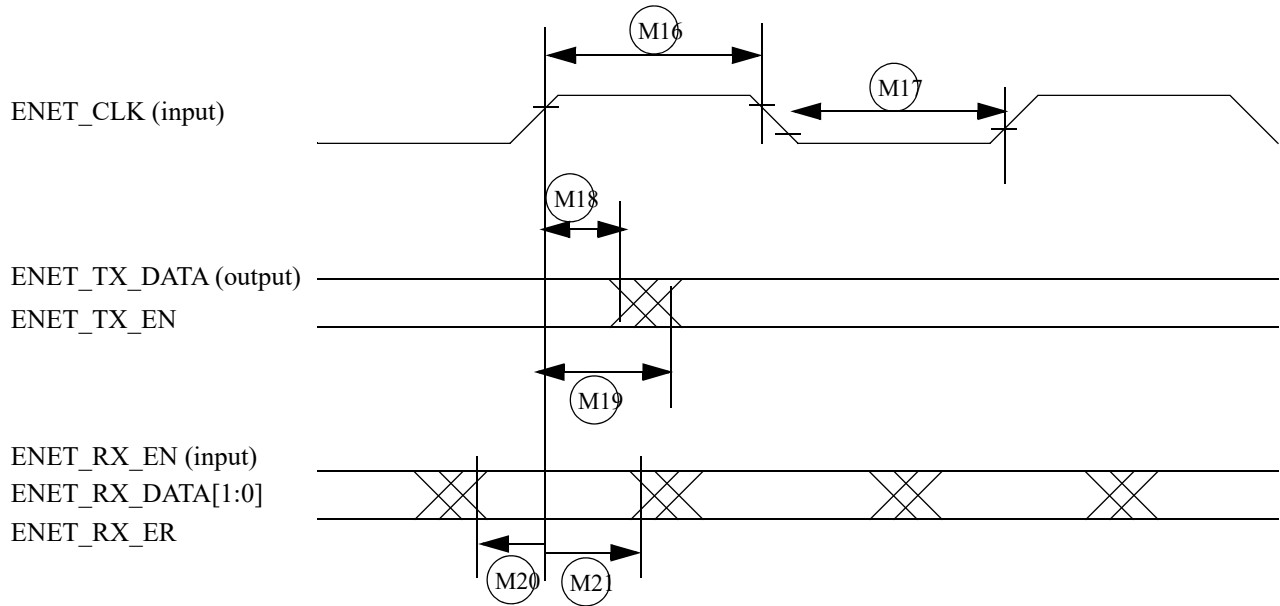 M16
M17
ENET_CLK (input)
M18
ENET_TX_DATA (output)
ENET_TX_EN
M19
ENET_RX_EN (input)
ENET_RX_DATA[1:0]
ENET_RX_ER
M20
M21